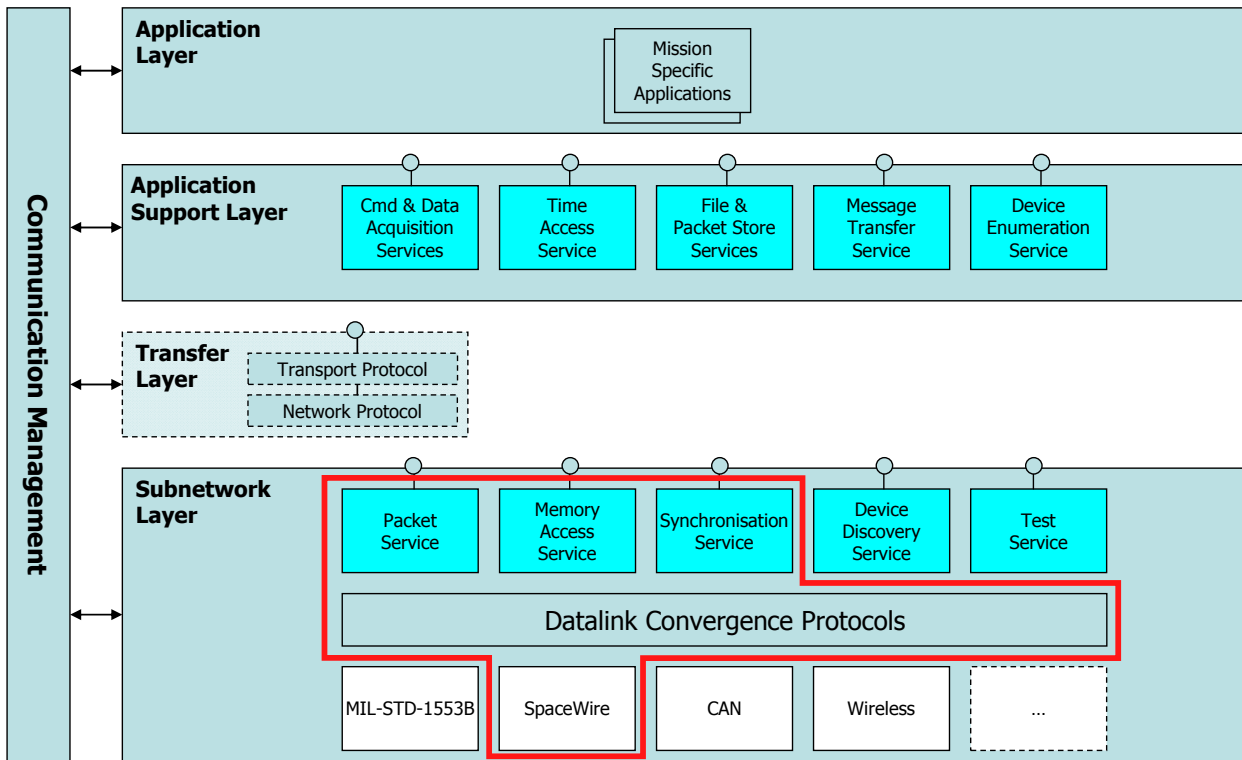 Application
Layer
Mission
Specific
Applications
Communication Management
Application
Support Layer
Cmd & Data
Acquisition
Services
Time
Access
Service
File &
Packet Store
Services
Message
Transfer
Service
Device
Enumeration
Service
Transfer
Layer
Transport Protocol
Network Protocol
Subnetwork
Layer
Packet
Service
Memory
Access
Service
Synchronisation
Service
Device
Discovery
Service
Test
Service
Datalink Convergence Protocols
MIL-STD-1553B
SpaceWire
CAN
Wireless
...